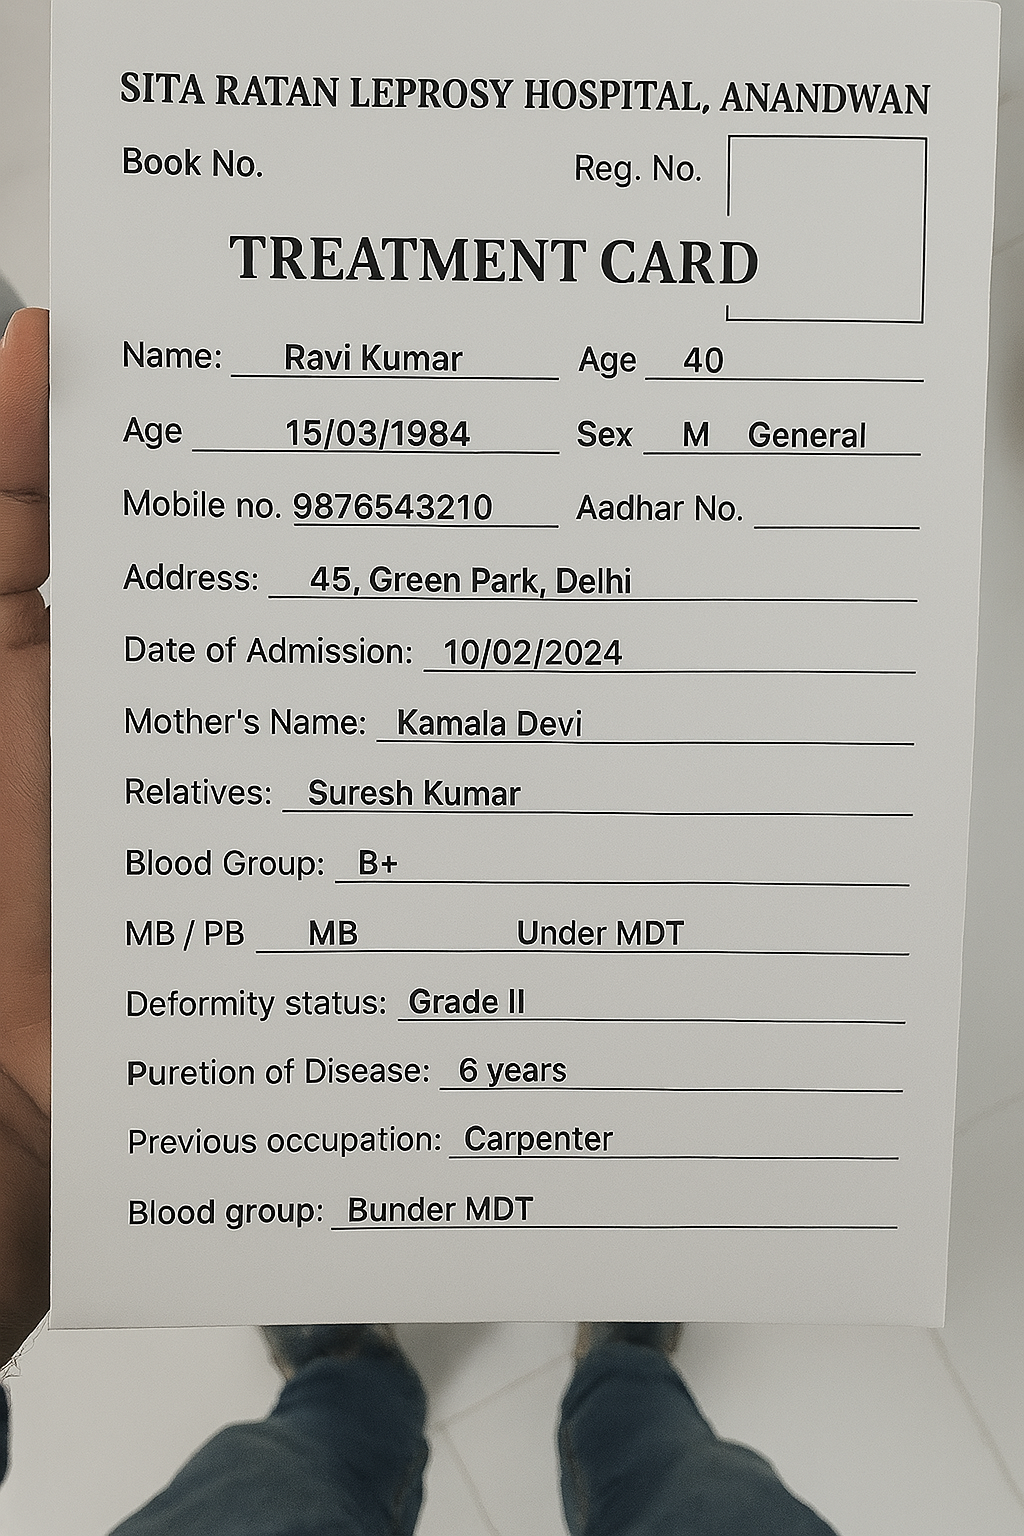 SITA RATAN LEPROSY HOSPITAL, ANANDWAN
Book No. Reg. No.
TREATMENT CARD
Name: Ravi Kumar Age 40
Age 15/03/1984 Sex M General
Mobile no. 9876543210 Aadhar No.
Address: 45, Green Park, Delhi
Date of Admission: 10/02/2024
Mother's Name: Kamala Devi
Relatives: Suresh Kumar
Blood Group: B+
MB / PB MB Under MDT
Deformity status: Grade II
Puretion of Disease: 6 years
Previous occupation: Carpenter
Blood group: Bunder MDT